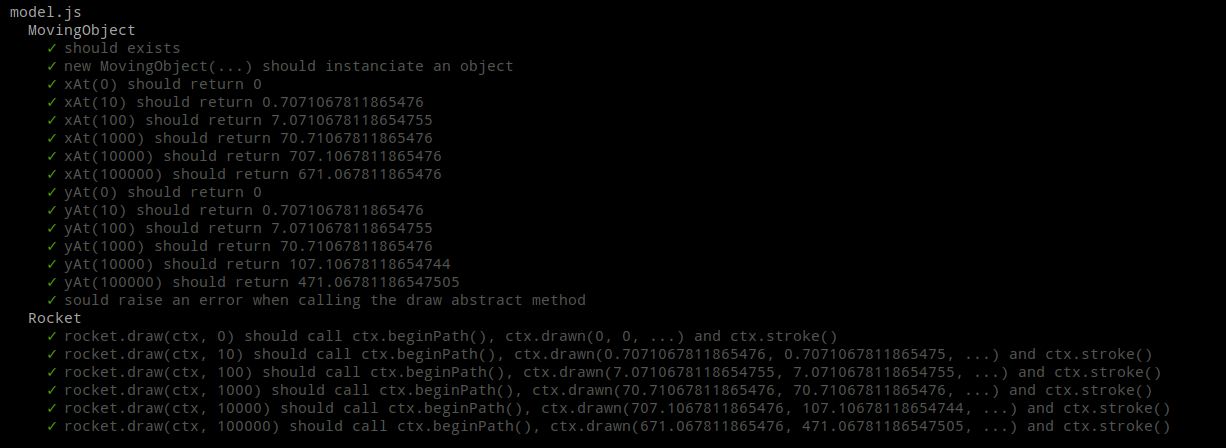 model.js
MovingObject
✓ should exists
✓ new MovingObject(...) should instanciate an object
✓ xAt(0) should return 0
✓ xAt(10) should return 0.7071067811865476
✓ xAt(100) should return 7.0710678118654755
✓ xAt(1000) should return 70.71067811865476
✓ xAt(10000) should return 707.1067811865476
✓ xAt(100000) should return 671.067811865476
✓ yAt(0) should return 0
✓ yAt(10) should return 0.7071067811865476
✓ yAt(100) should return 7.0710678118654755
✓ yAt(1000) should return 70.71067811865476
✓ yAt(10000) should return 107.10678118654744
✓ yAt(100000) should return 471.06781186547505
✓ sould raise an error when calling the draw abstract method
Rocket
✓ rocket.draw(ctx, 0) should call ctx.beginPath(), ctx.drawn(0, 0, ...) and ctx.stroke()
✓ rocket.draw(ctx, 10) should call ctx.beginPath(), ctx.drawn(0.7071067811865476, 0.7071067811865475, ...) and ctx.stroke()
✓ rocket.draw(ctx, 100) should call ctx.beginPath(), ctx.drawn(7.0710678118654755, 7.0710678118654755, ...) and ctx.stroke()
✓ rocket.draw(ctx, 1000) should call ctx.beginPath(), ctx.drawn(70.71067811865476, 70.71067811865476, ...) and ctx.stroke()
✓ rocket.draw(ctx, 10000) should call ctx.beginPath(), ctx.drawn(707.1067811865476, 107.10678118654744, ...) and ctx.stroke()
✓ rocket.draw(ctx, 100000) should call ctx.beginPath(), ctx.drawn(671.067811865476, 471.06781186547505, ...) and ctx.stroke()